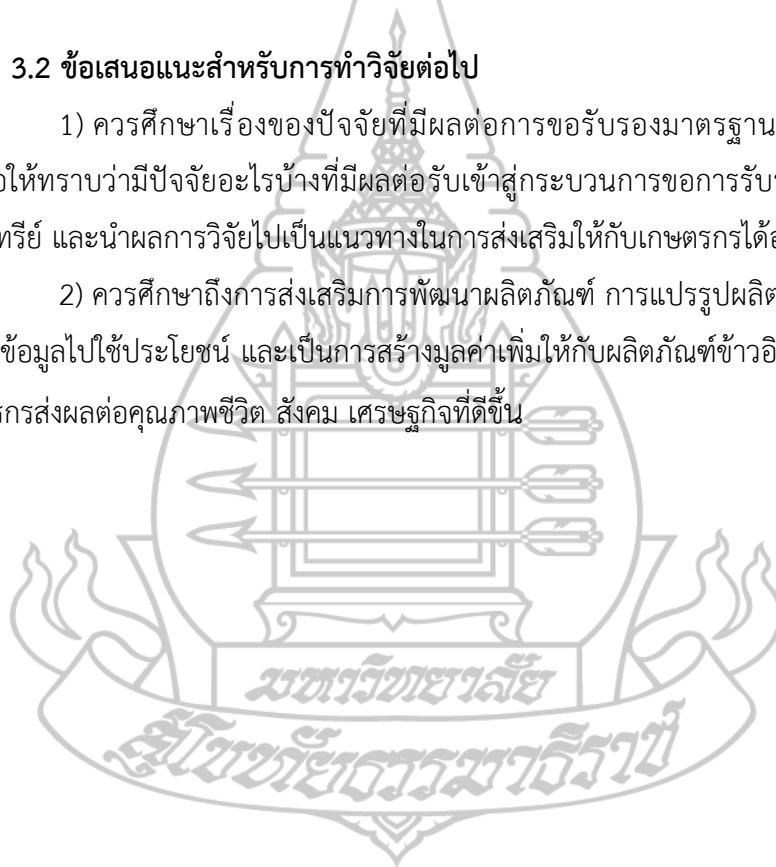 3.2 ข้อเสนอแนะสำหรับการทำวิจัยต่อไป
1) ควรศึกษาเรื่องของปัจจัยที่มีผลต่อการขอรับรองมาตรฐาน
อให้ทราบว่ามีปัจจัยอะไรบ้างที่มีผลต่อรับเข้าสู่กระบวนการขอการรับร
ทรีย์ และนำผลการวิจัยไปเป็นแนวทางในการส่งเสริมให้กับเกษตรกรได้อ
2) ควรศึกษาถึงการส่งเสริมการพัฒนาผลิตภัณฑ์ การแปรรูปผลิต
ข้อมูลไปใช้ประโยชน์ และเป็นการสร้างมูลค่าเพิ่มให้กับผลิตภัณฑ์ข้าวอิ
รกรส่งผลต่อคุณภาพชีวิต สังคม เศรษฐกิจที่ดีขึ้น
มหาวิทยาลัย
สุโขทัยธรรมาธิราช